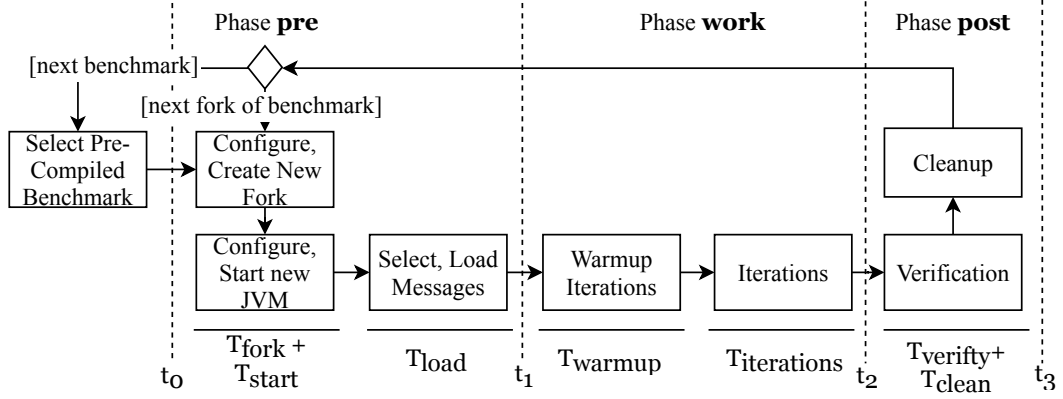 Phase pre
Phase work
Phase post
[next benchmark]
[next fork of benchmark]
Select Pre-
Compiled
Benchmark
Configure,
Create New
Fork
Cleanup
Configure,
Start new
JVM
Select, Load
Messages
Warmup
Iterations
Iterations
Verification
t0
Tfork +
Tstart
Tload
t1
Twarmup
Titerations
t2
Tverifty+
Tclean
t3